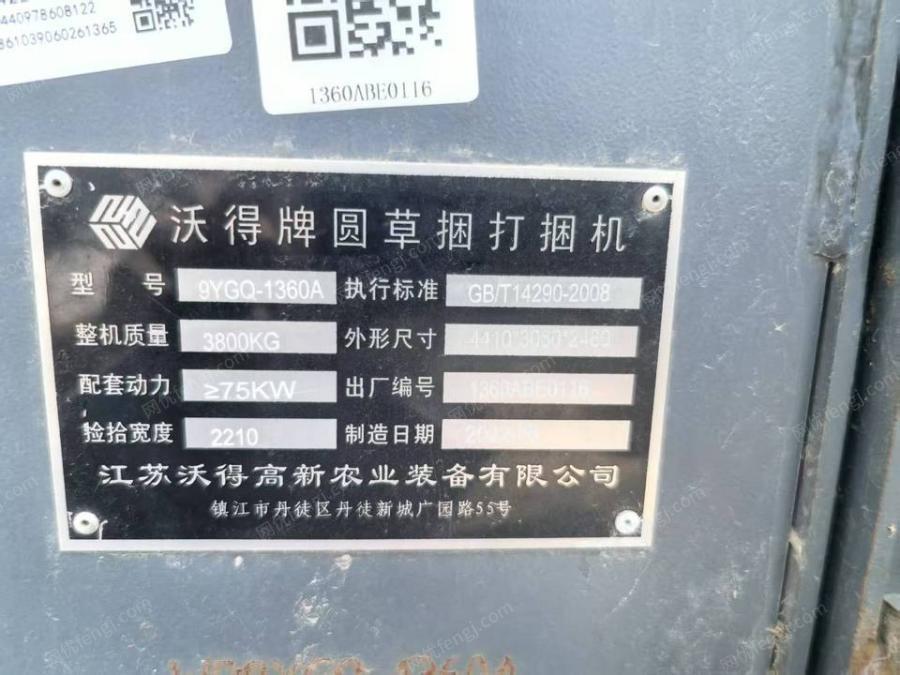 440978608122
861039060261365
1360ABE0116
沃得牌圆草捆打捆机
型 号 9YGQ-1360A 执行标准 GB/T14290-2008
整机质量 3800KG 外形尺寸
配套动力 ≥75KW 出厂编号 1360ABE0116
捡拾宽度 2210 制造日期
江苏沃得高新农业装备有限公司
镇江市丹徒区丹徒新城广园路55号